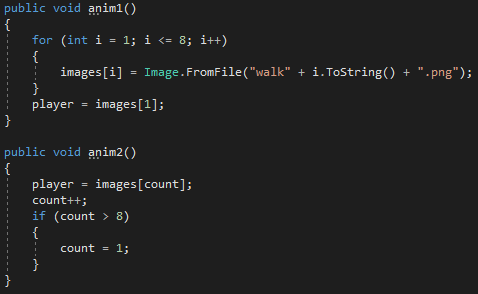 public void anim1()
{
    for (int i = 1; i <= 8; i++)
    {
        images[i] = Image.FromFile("walk" + i.ToString() + ".png");
    }
    player = images[1];
}

public void anim2()
{
    player = images[count];
    count++;
    if (count > 8)
    {
        count = 1;
    }
}